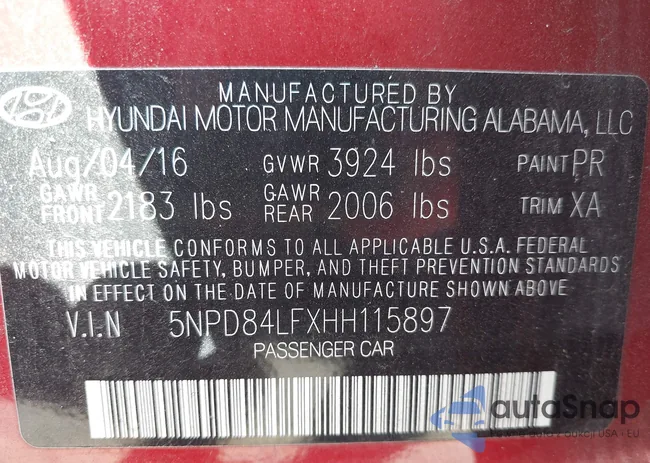 MANUFACTURED BY
HYUNDAI MOTOR MANUFACTURING ALABAMA, LLC
Aug/04/16 GVWR 3924 lbs PAINT PR
GAWR FRONT 2183 lbs GAWR REAR 2006 lbs TRIM XA
THIS VEHICLE CONFORMS TO ALL APPLICABLE U.S.A. FEDERAL
MOTOR VEHICLE SAFETY, BUMPER, AND THEFT PREVENTION STANDARDS
IN EFFECT ON THE DATE OF MANUFACTURE SHOWN ABOVE
V.I.N 5NPD84LFXHH115897
PASSENGER CAR
autoSnap
USA - EU